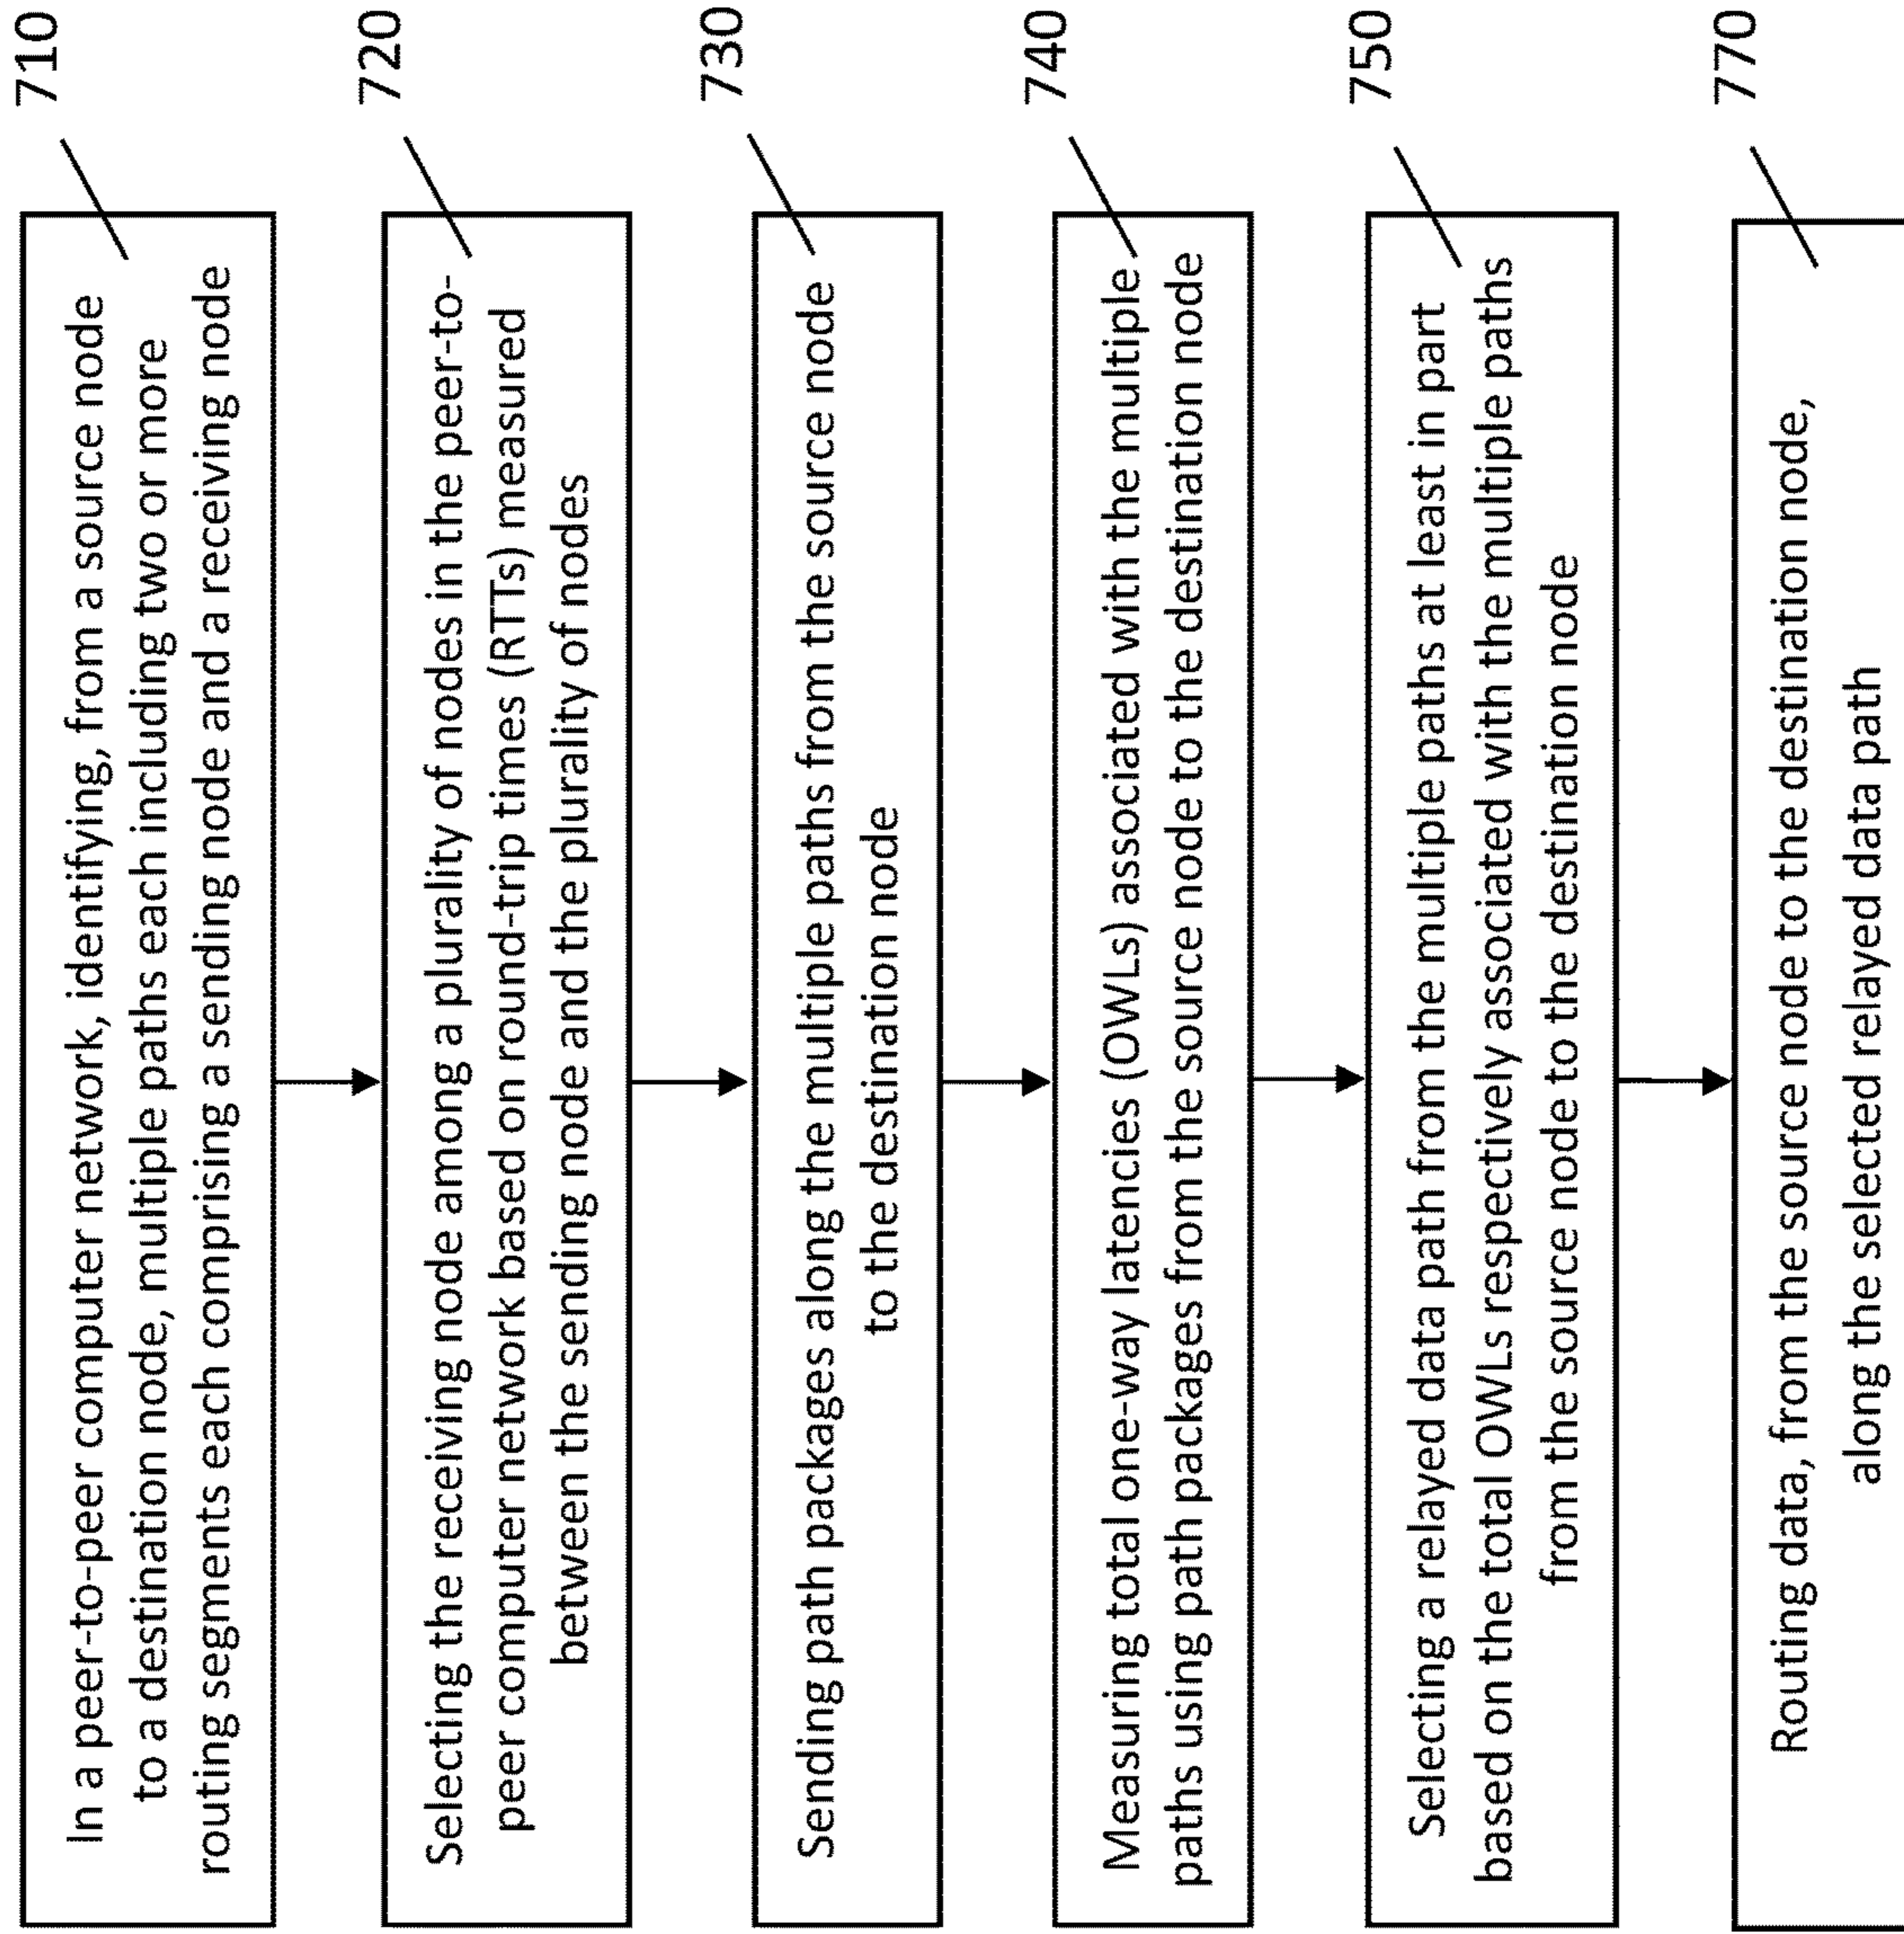 In a peer-to-peer computer network, identifying, from a source node
to a destination node, multiple paths each including two or more
routing segments each comprising a sending node and a receiving node
710
Selecting the receiving node among a plurality of nodes in the peer-to-
peer computer network based on round-trip times (RTTs) measured
between the sending node and the plurality of nodes
720
Sending path packages along the multiple paths from the source node
to the destination node
730
Measuring total one-way latencies (OWLs) associated with the multiple
paths using path packages from the source node to the destination node
740
Selecting a relayed data path from the multiple paths at least in part
based on the total OWLs respectively associated with the multiple paths
from the source node to the destination node
750
Routing data, from the source node to the destination node,
along the selected relayed data path
770